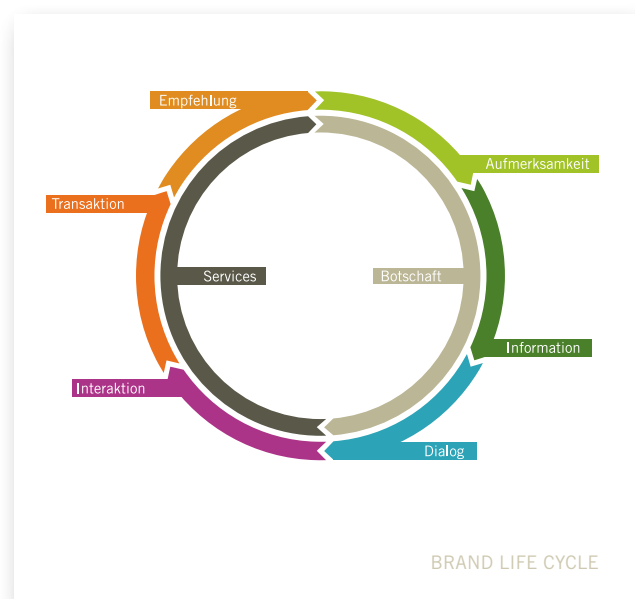 Empfehlung
Aufmerksamkeit
Transaktion
Services
Botschaft
Information
Interaktion
Dialog
BRAND LIFE CYCLE